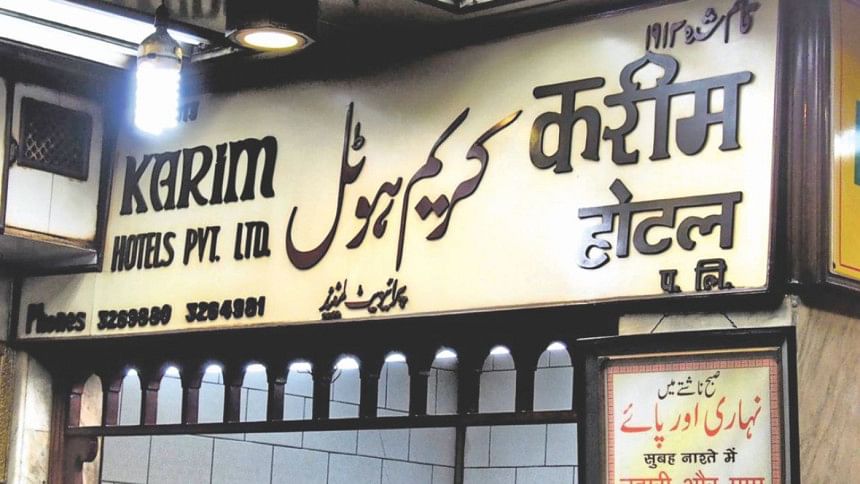 KARIM
HOTELS PVT. LTD.
Phones 3269880 3264981
کریم ہوٹل
پرائیویٹ لمیٹڈ
قائم شدہ ۱۹۱۳
करीम
होटल
प. लि.
صبح ناشتے میں
نہاری اور پائے
सुबह नाश्ते में